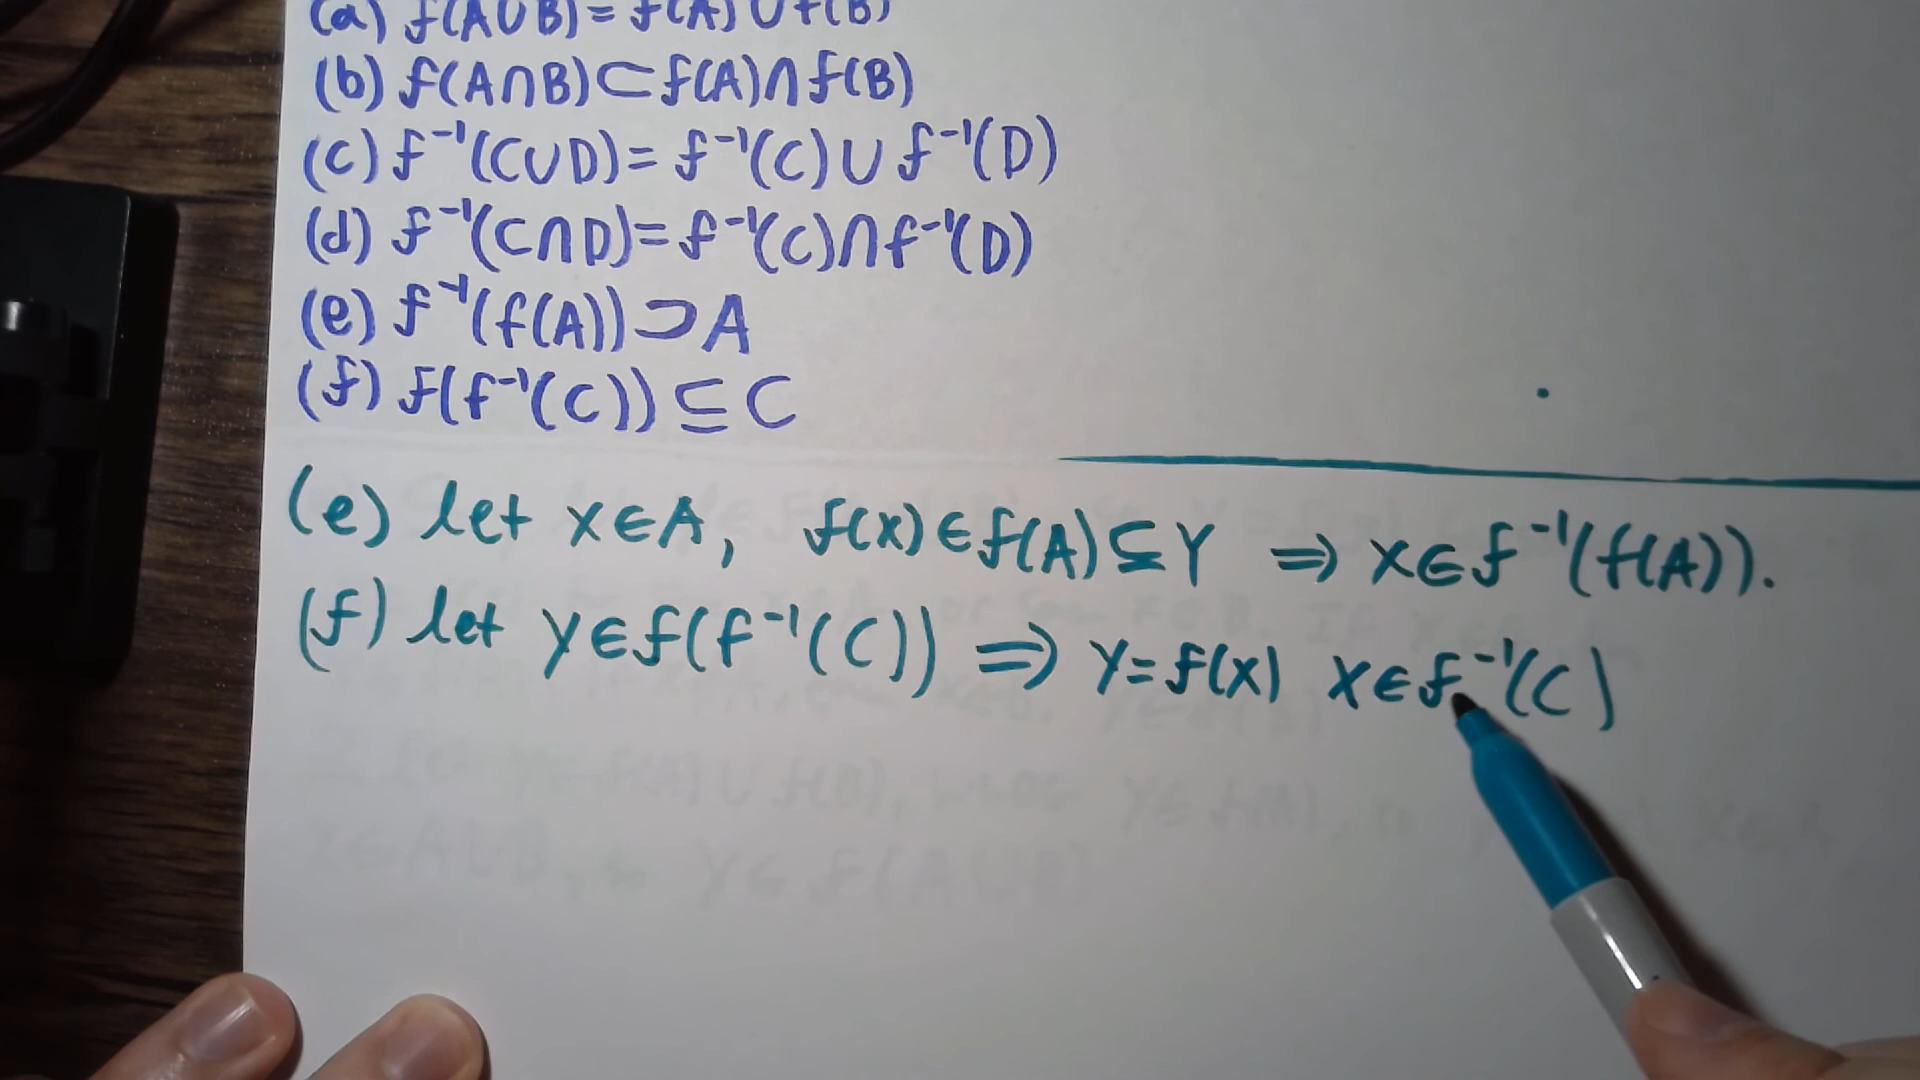 (a) f(A∪B) = f(A) ∪ f(B)
(b) f(A∩B) ⊂ f(A)∩f(B)
(c) f⁻¹(C∪D) = f⁻¹(C) ∪ f⁻¹(D)
(d) f⁻¹(C∩D) = f⁻¹(C)∩f⁻¹(D)
(e) f⁻¹(f(A)) ⊃ A
(f) f(f⁻¹(C)) ⊆ C
(e) let x∈A, f(x)∈f(A)⊆Y ⇒ x∈f⁻¹(f(A)).
(f) let y∈f(f⁻¹(C)) ⇒ y=f(x) x∈f⁻¹(C)